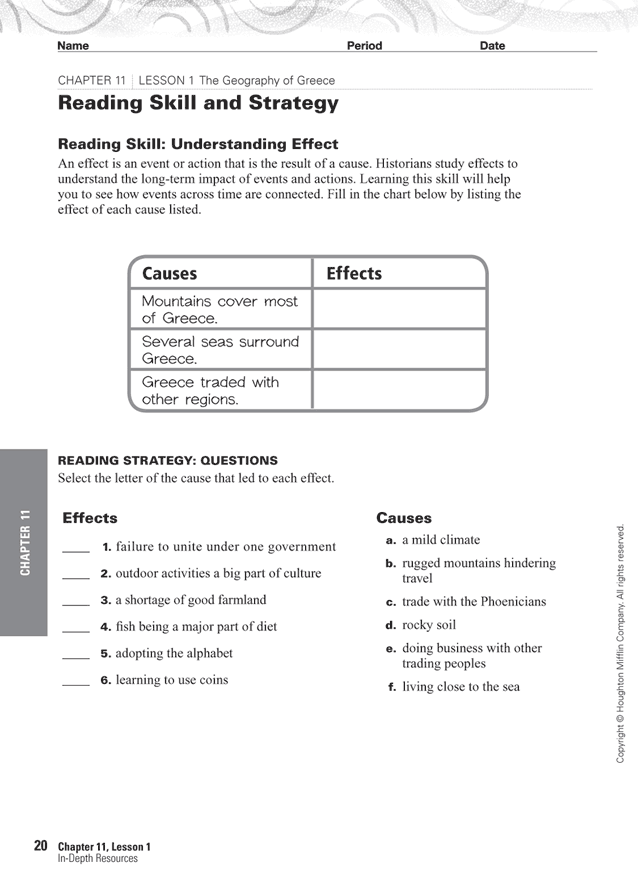 Name Period Date
CHAPTER 11 | LESSON 1 The Geography of Greece
Reading Skill and Strategy
Reading Skill: Understanding Effect
An effect is an event or action that is the result of a cause. Historians study effects to
understand the long-term impact of events and actions. Learning this skill will help
you to see how events across time are connected. Fill in the chart below by listing the
effect of each cause listed.
Causes Effects
Mountains cover most
of Greece.
Several seas surround
Greece.
Greece traded with
other regions.
READING STRATEGY: QUESTIONS
Select the letter of the cause that led to each effect.
Effects
____ 1. failure to unite under one government
____ 2. outdoor activities a big part of culture
____ 3. a shortage of good farmland
____ 4. fish being a major part of diet
____ 5. adopting the alphabet
____ 6. learning to use coins
Causes
a. a mild climate
b. rugged mountains hindering
travel
c. trade with the Phoenicians
d. rocky soil
e. doing business with other
trading peoples
f. living close to the sea
CHAPTER 11
Copyright © Houghton Mifflin Company. All rights reserved.
20 Chapter 11, Lesson 1
In-Depth Resources